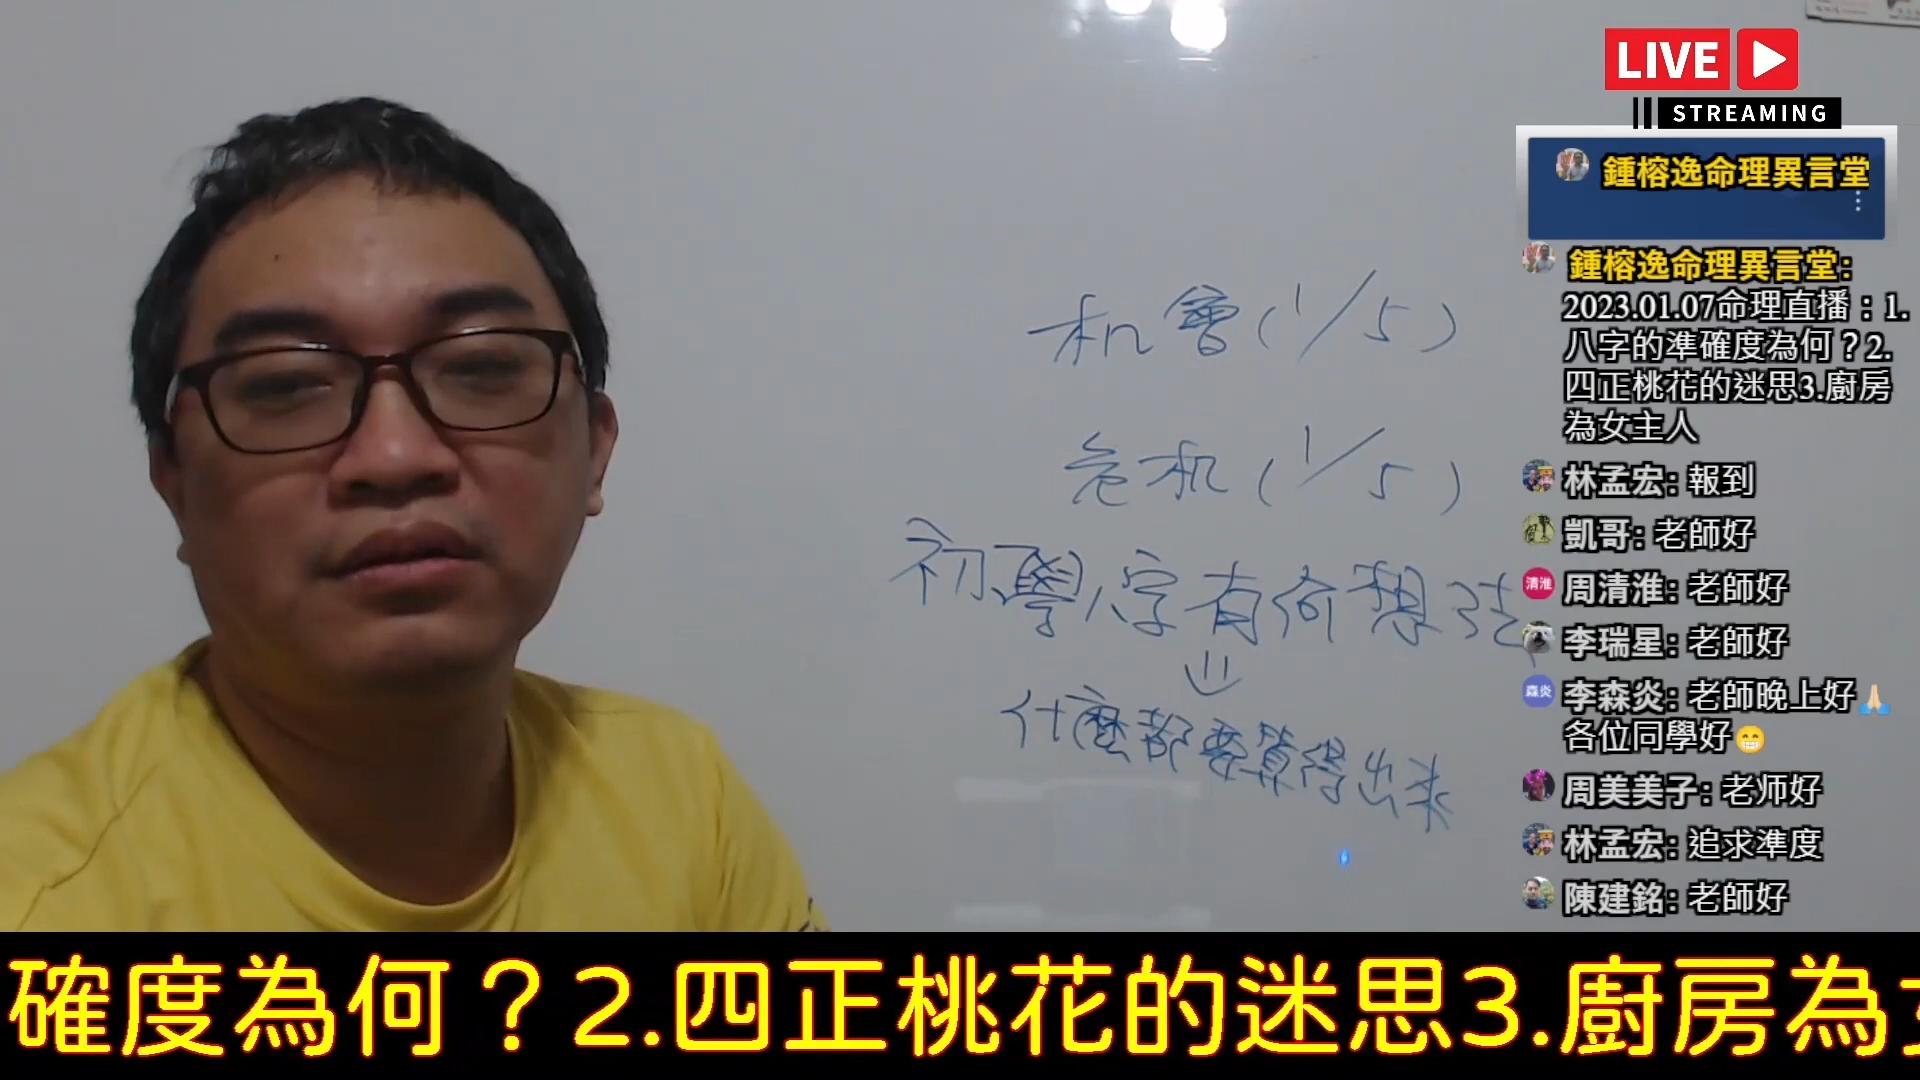 LIVE
STREAMING
鍾榕逸命理異言堂
鍾榕逸命理異言堂:
2023.01.07命理直播：1.
八字的準確度為何？2.
四正桃花的迷思3.廚房
為女主人
林孟宏: 報到
凱哥: 老師好
清淮 周清淮: 老師好
李瑞星: 老師好
森炎 李森炎: 老師晚上好🙏🏻
各位同學好😁
周美美子: 老师好
林孟宏: 追求準度
陳建銘: 老師好
机會(1/5)
危机(1/5)
初學八字有何想法
什麼都要算得出來
確度為何？2.四正桃花的迷思3.廚房為